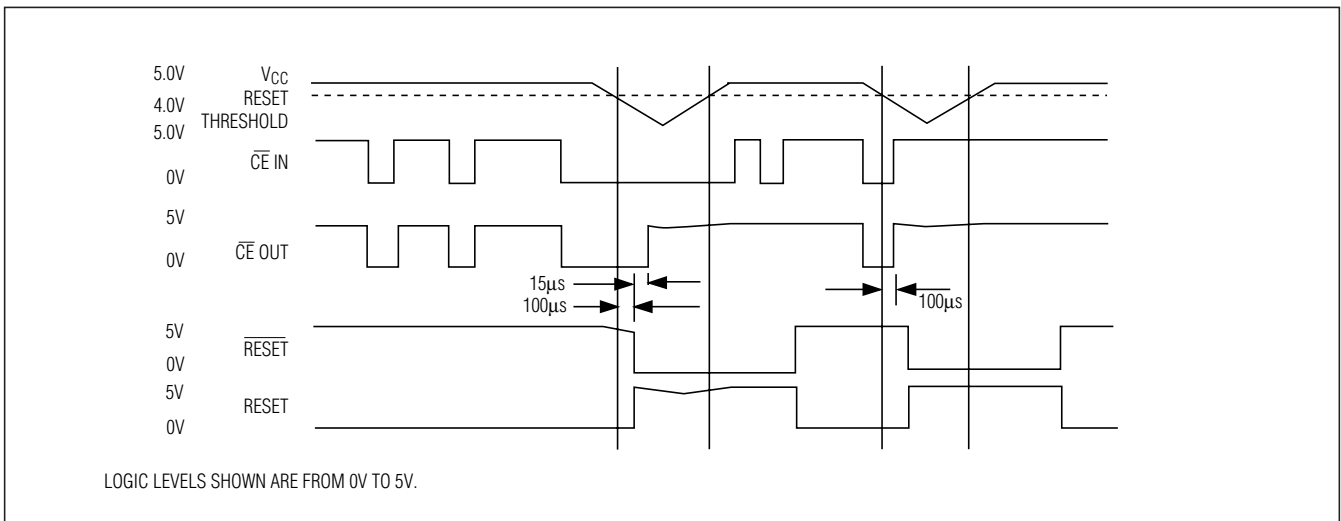 5.0V VCC
RESET
4.0V
THRESHOLD
5.0V
CE IN
0V
5V
CE OUT
0V
15µs
100µs
100µs
5V
RESET
0V
5V
RESET
0V
LOGIC LEVELS SHOWN ARE FROM 0V TO 5V.